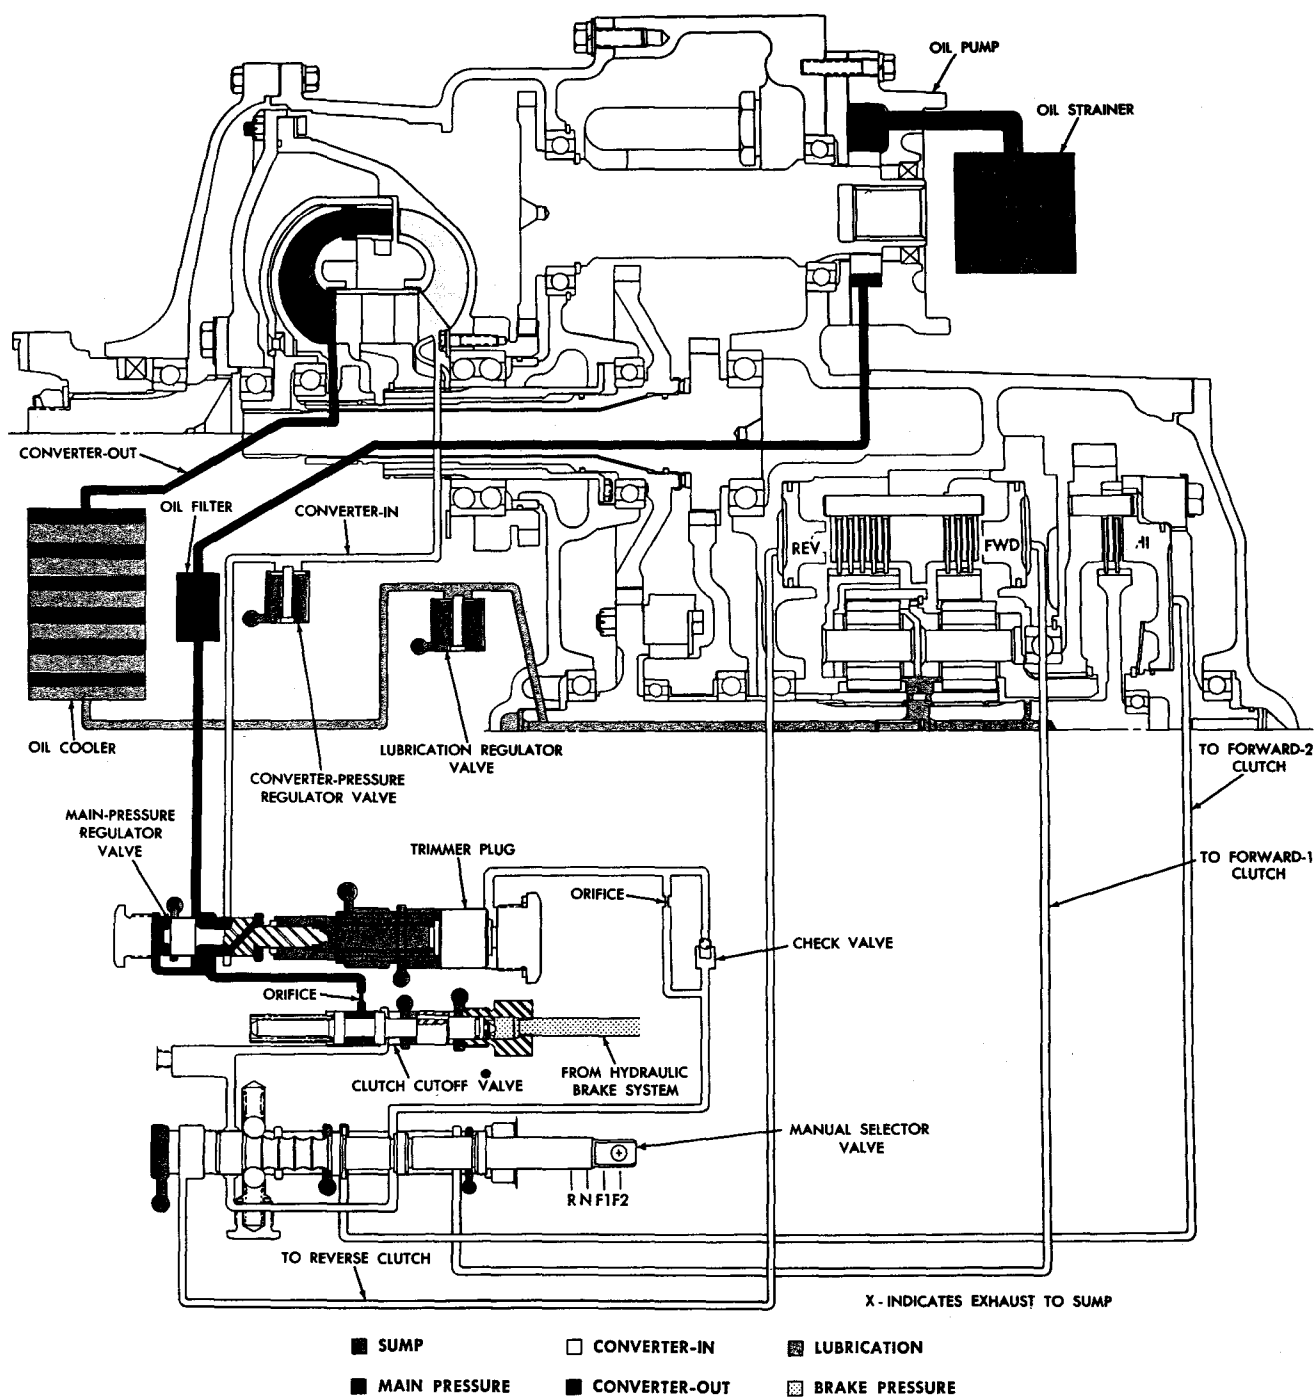 OIL PUMP
OIL STRAINER
CONVERTER-OUT
OIL FILTER
CONVERTER-IN
REV
FWD
OIL COOLER
LUBRICATION REGULATOR
VALVE
CONVERTER-PRESSURE
REGULATOR VALVE
TO FORWARD-2
CLUTCH
MAIN-PRESSURE
REGULATOR
VALVE
TRIMMER PLUG
ORIFICE
TO FORWARD-1
CLUTCH
CHECK VALVE
ORIFICE
CLUTCH CUTOFF VALVE
FROM HYDRAULIC
BRAKE SYSTEM
MANUAL SELECTOR
VALVE
R N F1 F2
TO REVERSE CLUTCH
X - INDICATES EXHAUST TO SUMP
SUMP
CONVERTER-IN
LUBRICATION
MAIN PRESSURE
CONVERTER-OUT
BRAKE PRESSURE